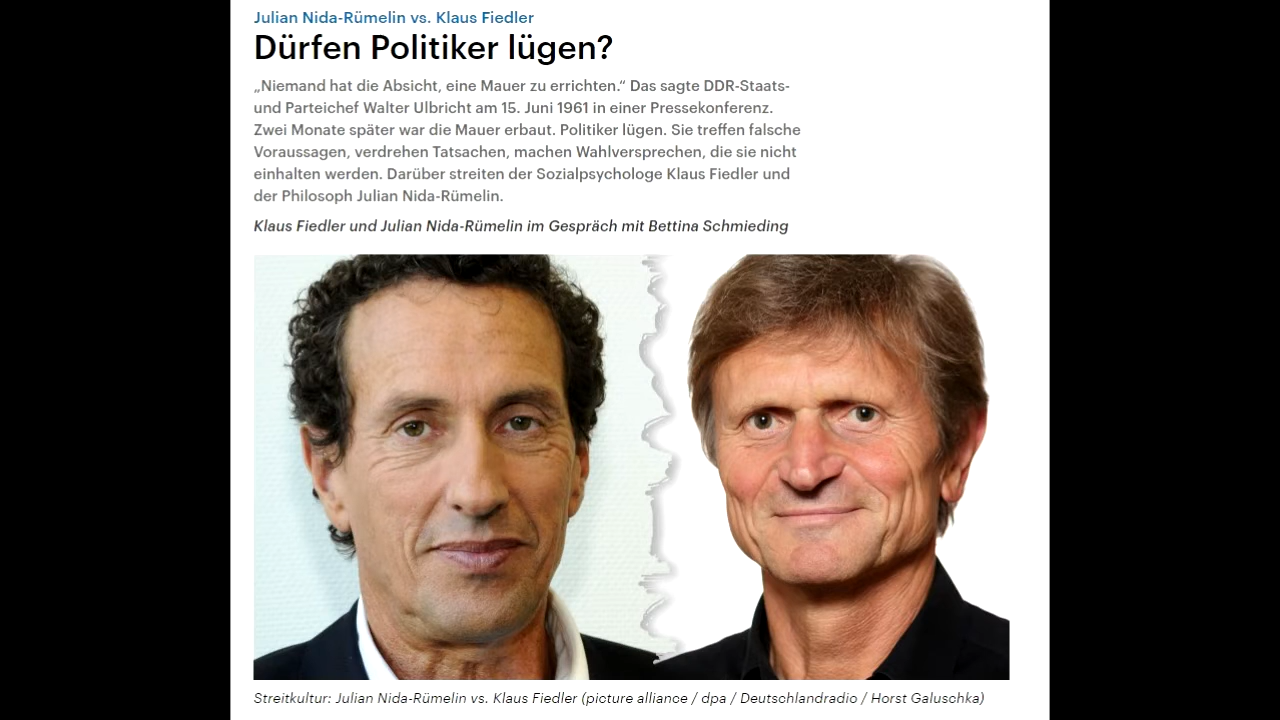 Julian Nida-Rümelin vs. Klaus Fiedler
Dürfen Politiker lügen?
„Niemand hat die Absicht, eine Mauer zu errichten.“ Das sagte DDR-Staats-
und Parteichef Walter Ulbricht am 15. Juni 1961 in einer Pressekonferenz.
Zwei Monate später war die Mauer erbaut. Politiker lügen. Sie treffen falsche
Voraussagen, verdrehen Tatsachen, machen Wahlversprechen, die sie nicht
einhalten werden. Darüber streiten der Sozialpsychologe Klaus Fiedler und
der Philosoph Julian Nida-Rümelin.
Klaus Fiedler und Julian Nida-Rümelin im Gespräch mit Bettina Schmieding
Streitkultur: Julian Nida-Rümelin vs. Klaus Fiedler (picture alliance / dpa / Deutschlandradio / Horst Galuschka)